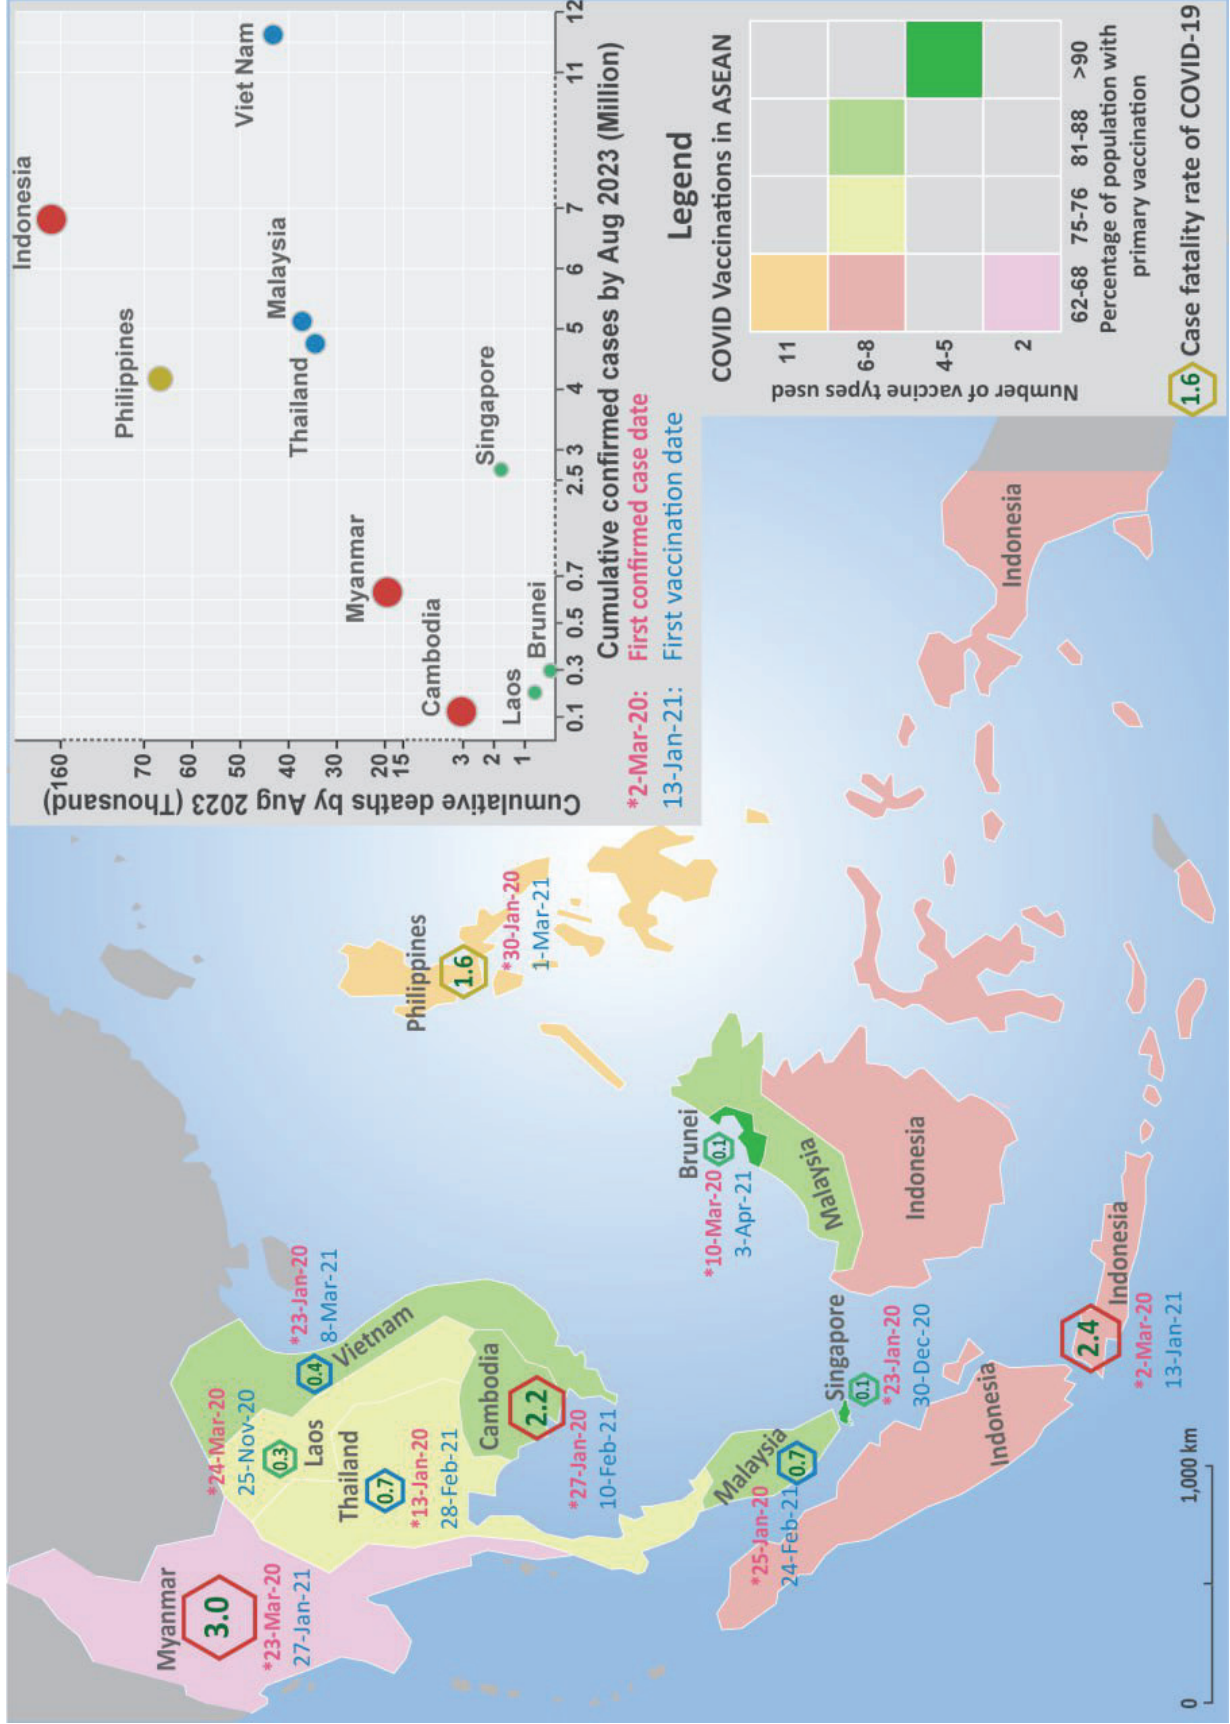 Myanmar
3.0
*23-Mar-20
27-Jan-21
*24-Mar-20
25-Nov-20
0.3
Laos
*23-Jan-20
8-Mar-21
0.4
Vietnam
Thailand
0.7
*13-Jan-20
28-Feb-21
Cambodia
2.2
*27-Jan-20
10-Feb-21
Philippines
1.6
*30-Jan-20
1-Mar-21
Malaysia
0.7
*25-Jan-20
24-Feb-21
Singapore
0.1
*23-Jan-20
30-Dec-20
Brunei
0.1
*10-Mar-20
3-Apr-21
Malaysia
Indonesia
Indonesia
Indonesia
2.4
*2-Mar-20
13-Jan-21
Indonesia
0
1,000 km
Cumulative deaths by Aug 2023 (Thousand)
160
70
60
50
40
30
20
15
3
2
1
Indonesia
Philippines
Viet Nam
Malaysia
Thailand
Myanmar
Singapore
Cambodia
Laos
Brunei
0.1
0.3
0.5
0.7
2.5
3
4
5
6
7
11
12
Cumulative confirmed cases by Aug 2023 (Million)
*2-Mar-20: First confirmed case date
13-Jan-21: First vaccination date
Legend
COVID Vaccinations in ASEAN
Number of vaccine types used
11
6-8
4-5
2
62-68
75-76
81-88
>90
Percentage of population with
primary vaccination
1.6 Case fatality rate of COVID-19